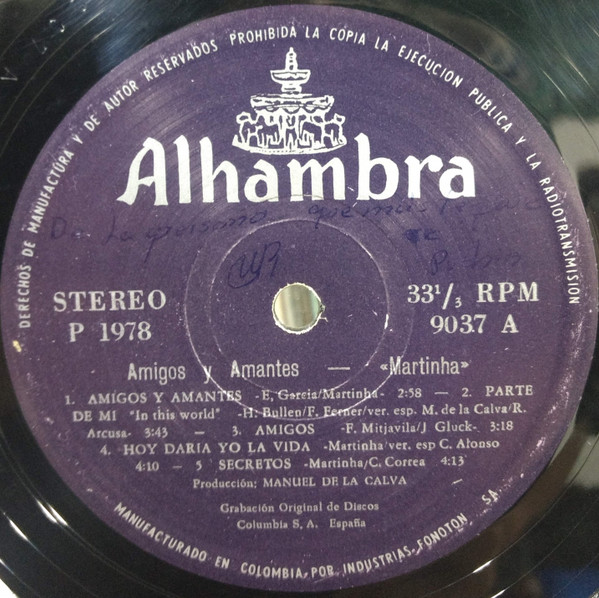 DERECHOS DE MANUFACTURA Y DE AUTOR RESERVADOS PROHIBIDA LA COPIA LA EJECUCION PUBLICA Y LA RADIOTRANSMISION
Alhambra
STEREO
P 1978
33 1/3 RPM
9037 A
Amigos y Amantes — «Martinha»
1. AMIGOS Y AMANTES -E, Garcia/Martinha- 2:58 — 2. PARTE
DE MI "In this world" -H. Bullen/F. Ferner/ver. esp. M. de la Calva/R.
Arcusa- 3:43 — 3. AMIGOS -F. Mitjavila/J Gluck-. 3:18
4. HOY DARIA YO LA VIDA -Martinha/ver. esp C. Alonso
4:10 — 5 SECRETOS -Martinha/C. Correa 4:13
Producción: MANUEL DE LA CALVA
Grabación Original de Discos
Columbia S, A. España
MANUFACTURADO EN COLOMBIA POR INDUSTRIAS FONOTON SA